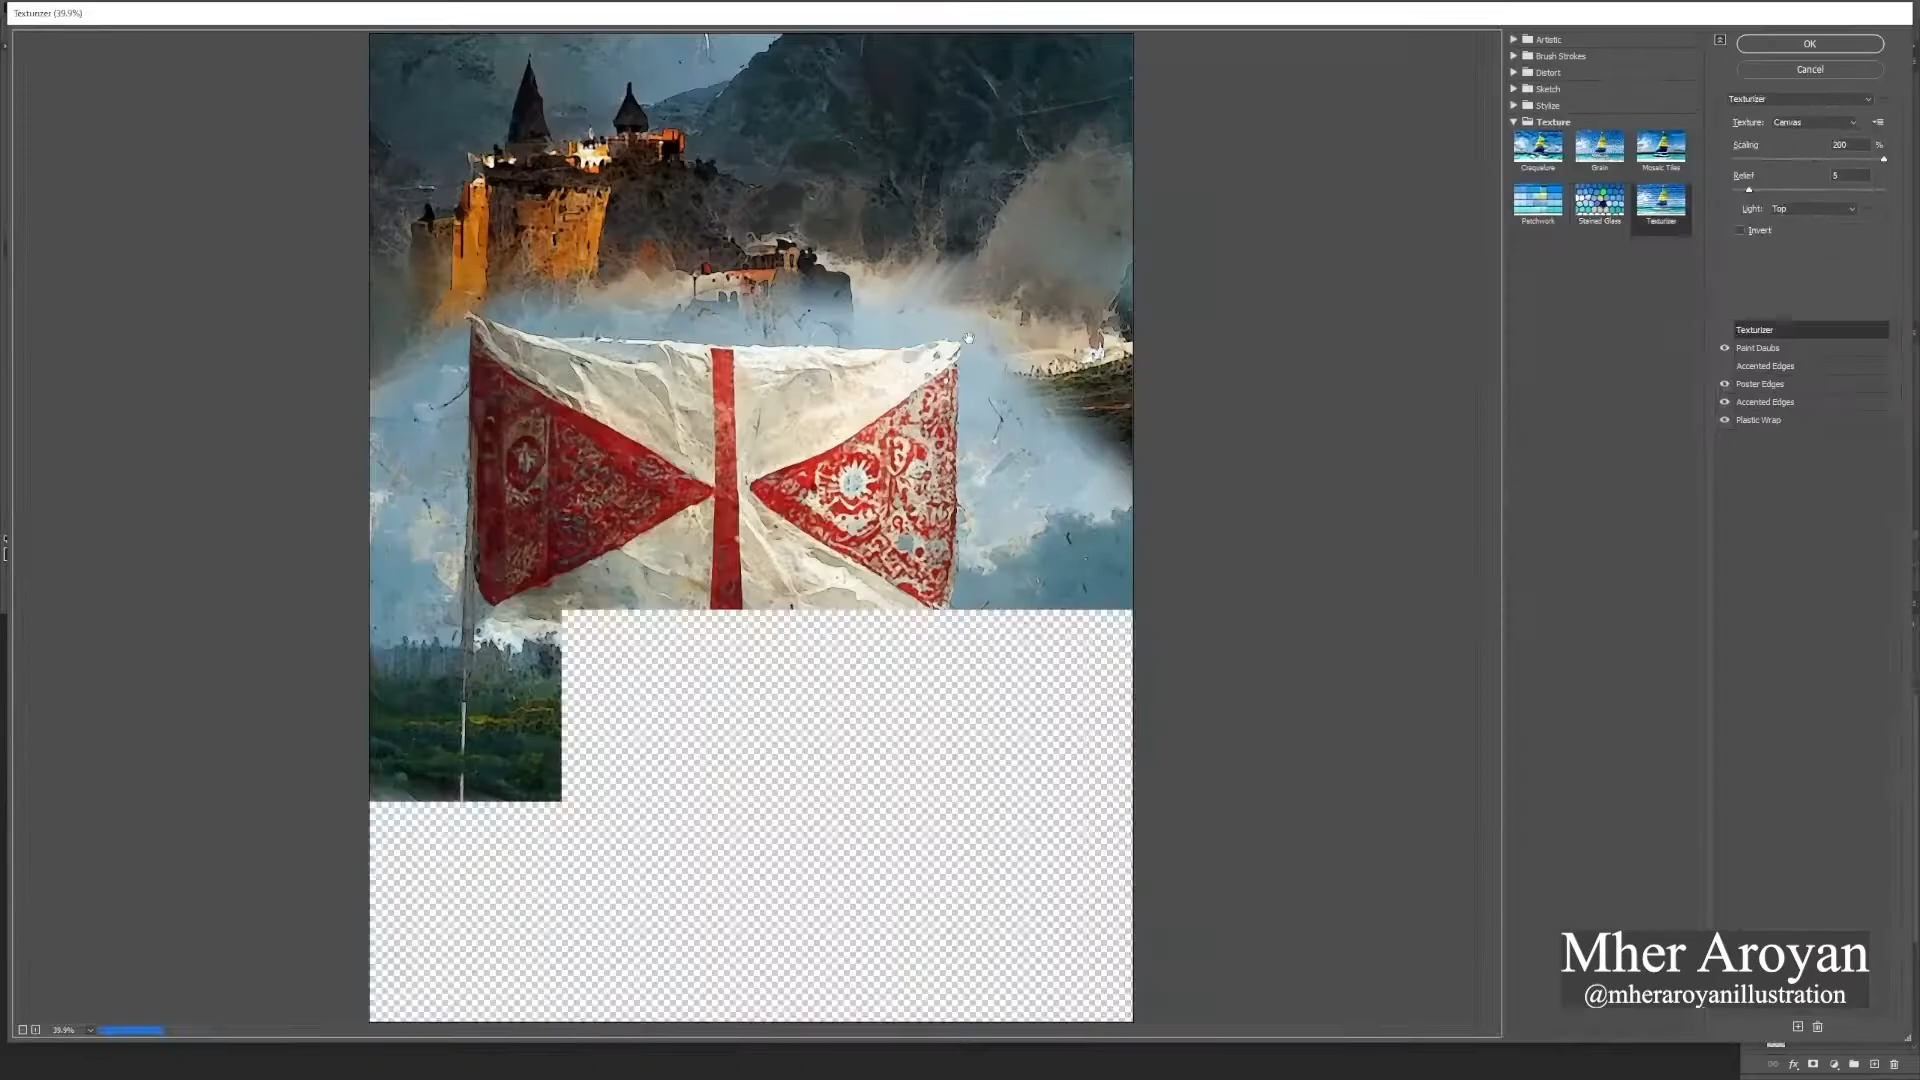 Texturizer (39.9%)
Artistic
Brush Strokes
Distort
Sketch
Stylize
Texture
Craquelure
Grain
Mosaic Tiles
Patchwork
Stained Glass
Texturizer
OK
Cancel
Texturizer
Texture: Canvas
Scaling 200 %
Relief 5
Light: Top
Invert
Texturizer
Paint Daubs
Accented Edges
Poster Edges
Accented Edges
Plastic Wrap
Mher Aroyan
@mheraroyanillustration
39.9%
fx